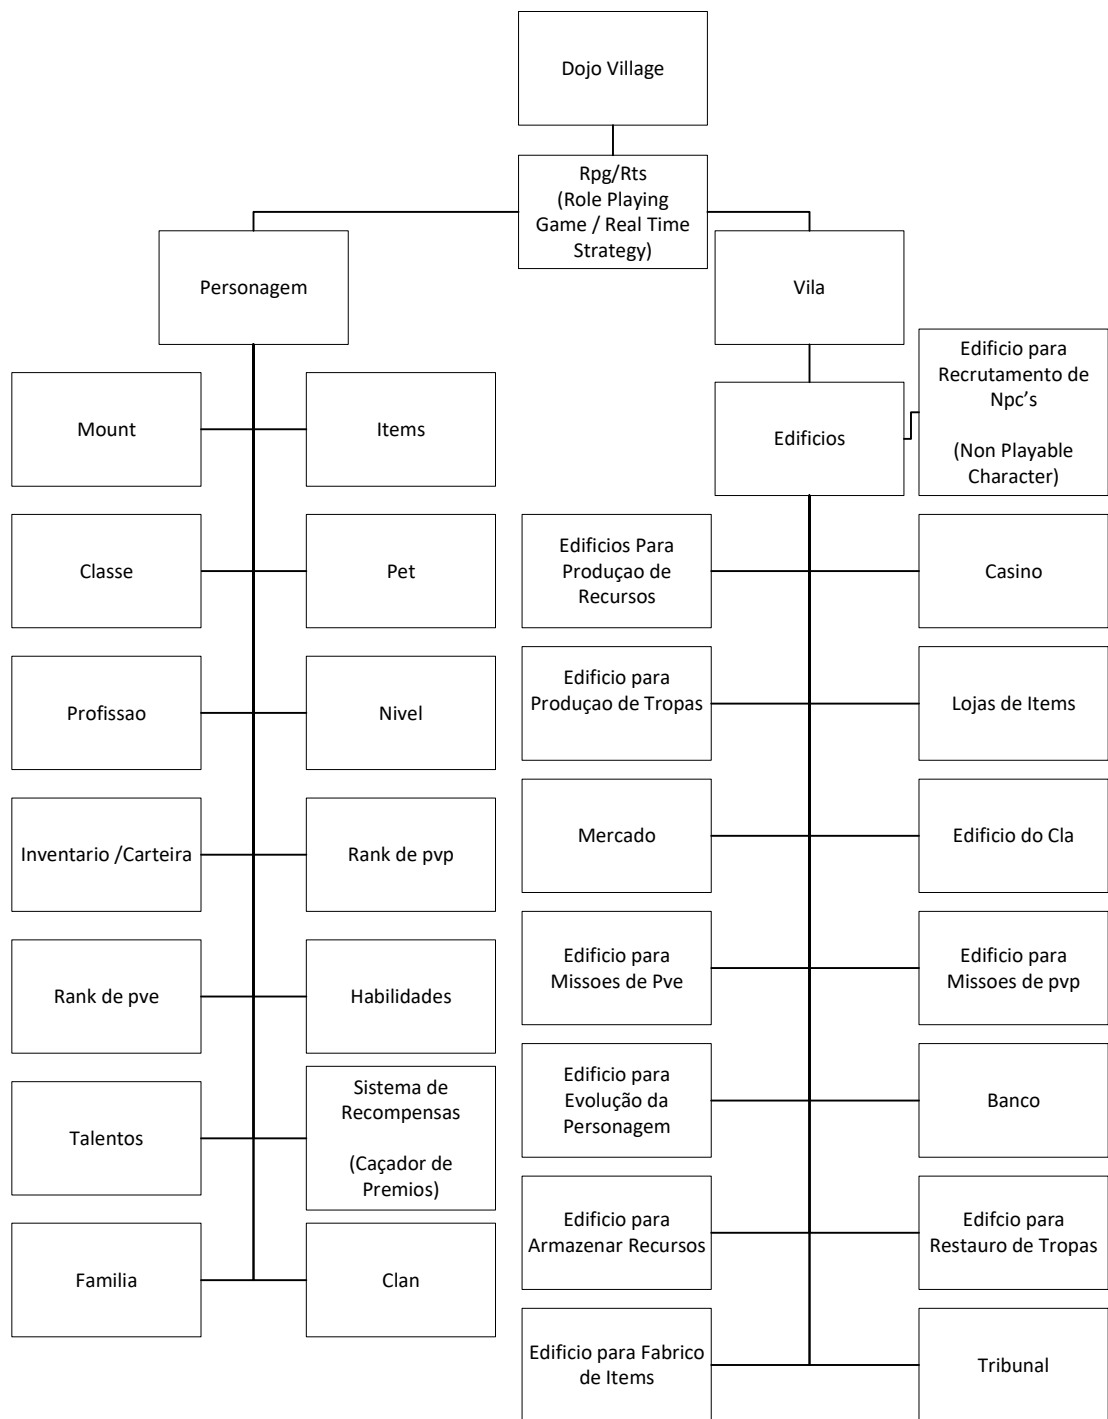 Dojo Village
Rpg/Rts
(Role Playing
Game / Real Time
Strategy)
Personagem
Vila
Mount
Items
Classe
Pet
Profissao
Nivel
Inventario /Carteira
Rank de pvp
Rank de pve
Habilidades
Talentos
Sistema de
Recompensas
(Caçador de
Premios)
Familia
Clan
Edificios
Edificio para
Recrutamento de
Npc’s
(Non Playable
Character)
Edificios Para
Produçao de
Recursos
Casino
Edificio para
Produçao de Tropas
Lojas de Items
Mercado
Edificio do Cla
Edificio para
Missoes de Pve
Edificio para
Missoes de pvp
Edificio para
Evolução da
Personagem
Banco
Edificio para
Armazenar Recursos
Edifcio para
Restauro de Tropas
Edificio para Fabrico
de Items
Tribunal